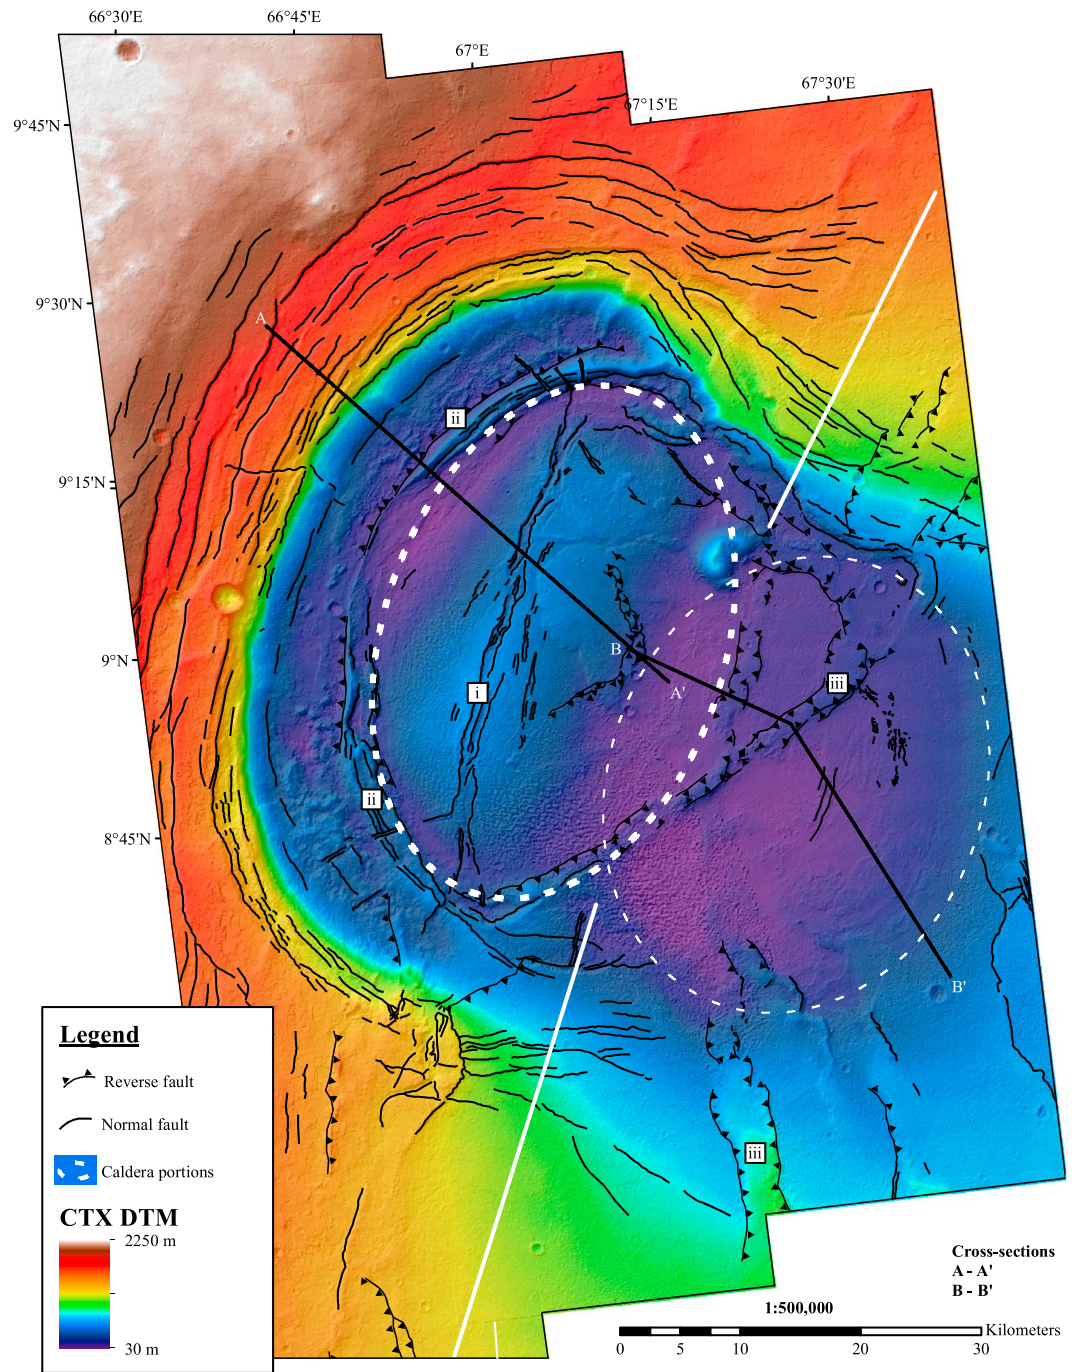 66°30'E
66°45'E
67°E
67°15'E
67°30'E
9°45'N
9°30'N
9°15'N
9°N
8°45'N
A
ii
B
A'
i
iii
ii
B'
iii
Legend
Reverse fault
Normal fault
Caldera portions
CTX DTM
2250 m
30 m
Cross-sections
A - A'
B - B'
1:500,000
Kilometers
0 5 10 20 30